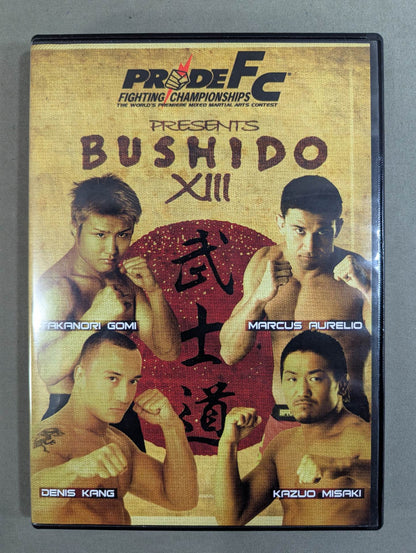 PRIDE FC®
FIGHTING CHAMPIONSHIPS
THE WORLD'S PREMIERE MIXED MARTIAL ARTS CONTEST
PRESENTS
BUSHIDO
XIII
武士道
TAKANORI GOMI
MARCUS AURELIO
DENIS KANG
KAZUO MISAKI